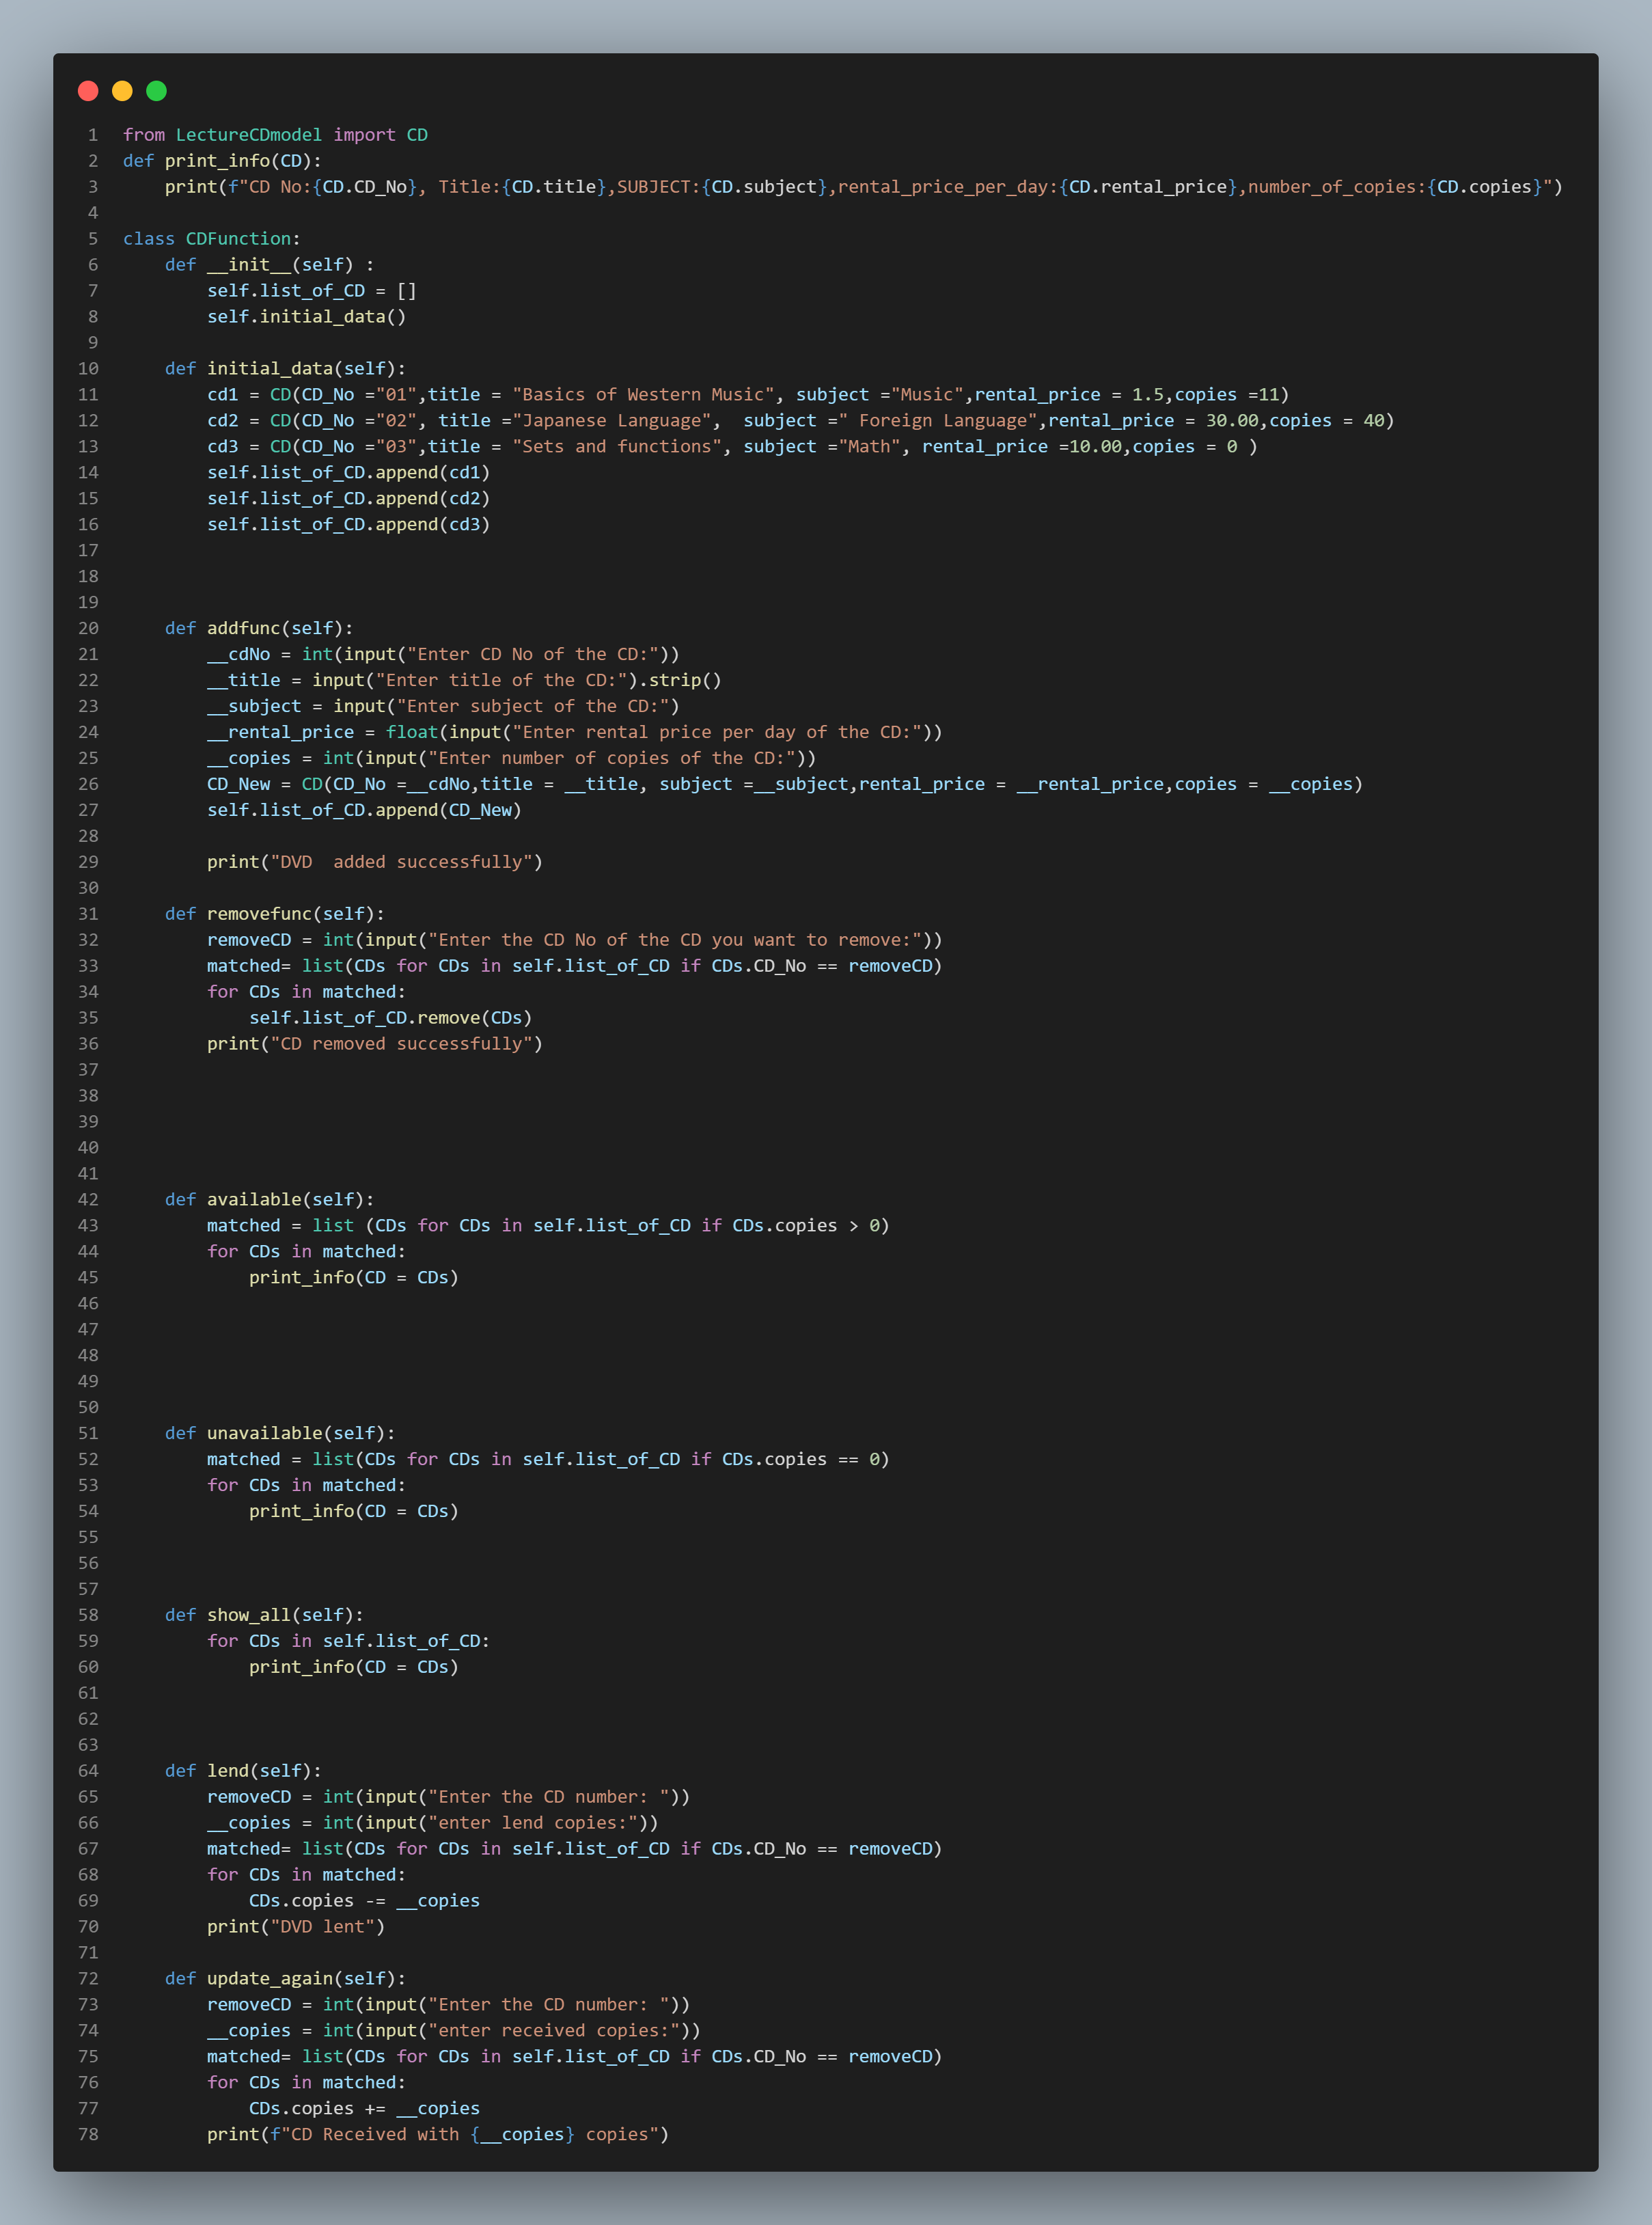 1 from LectureCDmodel import CD
2 def print_info(CD):
3     print(f"CD No:{CD.CD_No}, Title:{CD.title},SUBJECT:{CD.subject},rental_price_per_day:{CD.rental_price},number_of_copies:{CD.copies}")
4
5 class CDFunction:
6     def __init__(self) :
7         self.list_of_CD = []
8         self.initial_data()
9
10     def initial_data(self):
11         cd1 = CD(CD_No ="01",title = "Basics of Western Music", subject ="Music",rental_price = 1.5,copies =11)
12         cd2 = CD(CD_No ="02", title ="Japanese Language",  subject =" Foreign Language",rental_price = 30.00,copies = 40)
13         cd3 = CD(CD_No ="03",title = "Sets and functions", subject ="Math", rental_price =10.00,copies = 0 )
14         self.list_of_CD.append(cd1)
15         self.list_of_CD.append(cd2)
16         self.list_of_CD.append(cd3)
17
18
19
20     def addfunc(self):
21         __cdNo = int(input("Enter CD No of the CD:"))
22         __title = input("Enter title of the CD:").strip()
23         __subject = input("Enter subject of the CD:")
24         __rental_price = float(input("Enter rental price per day of the CD:"))
25         __copies = int(input("Enter number of copies of the CD:"))
26         CD_New = CD(CD_No =__cdNo,title = __title, subject =__subject,rental_price = __rental_price,copies = __copies)
27         self.list_of_CD.append(CD_New)
28
29         print("DVD  added successfully")
30
31     def removefunc(self):
32         removeCD = int(input("Enter the CD No of the CD you want to remove:"))
33         matched= list(CDs for CDs in self.list_of_CD if CDs.CD_No == removeCD)
34         for CDs in matched:
35             self.list_of_CD.remove(CDs)
36         print("CD removed successfully")
37
38
39
40
41
42     def available(self):
43         matched = list (CDs for CDs in self.list_of_CD if CDs.copies > 0)
44         for CDs in matched:
45             print_info(CD = CDs)
46
47
48
49
50
51     def unavailable(self):
52         matched = list(CDs for CDs in self.list_of_CD if CDs.copies == 0)
53         for CDs in matched:
54             print_info(CD = CDs)
55
56
57
58     def show_all(self):
59         for CDs in self.list_of_CD:
60             print_info(CD = CDs)
61
62
63
64     def lend(self):
65         removeCD = int(input("Enter the CD number: "))
66         __copies = int(input("enter lend copies:"))
67         matched= list(CDs for CDs in self.list_of_CD if CDs.CD_No == removeCD)
68         for CDs in matched:
69             CDs.copies -= __copies
70         print("DVD lent")
71
72     def update_again(self):
73         removeCD = int(input("Enter the CD number: "))
74         __copies = int(input("enter received copies:"))
75         matched= list(CDs for CDs in self.list_of_CD if CDs.CD_No == removeCD)
76         for CDs in matched:
77             CDs.copies += __copies
78         print(f"CD Received with {__copies} copies")